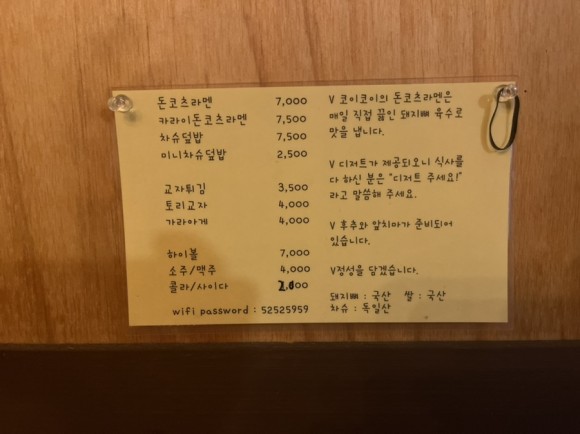 돈코츠라멘 7,000
카라이돈코츠라멘 7,500
차슈덮밥 7,500
미니차슈덮밥 2,500
교자튀김 3,500
토리교자 4,000
가라아게 4,000
하이볼 7,000
소주/맥주 4,000
콜라/사이다 2.000
wifi password : 52525959
V 코이코이의 돈코츠라멘은
매일 직접 끓인 돼지뼈 육수로
맛을 냅니다.
V 디저트가 제공되오니 식사를
다 하신 분은 "디저트 주세요!"
라고 말씀해 주세요.
V 후추와 앞치마가 준비되어
있습니다.
V정성을 담겠습니다.
돼지뼈 : 국산 쌀 : 국산
차슈 : 독일산